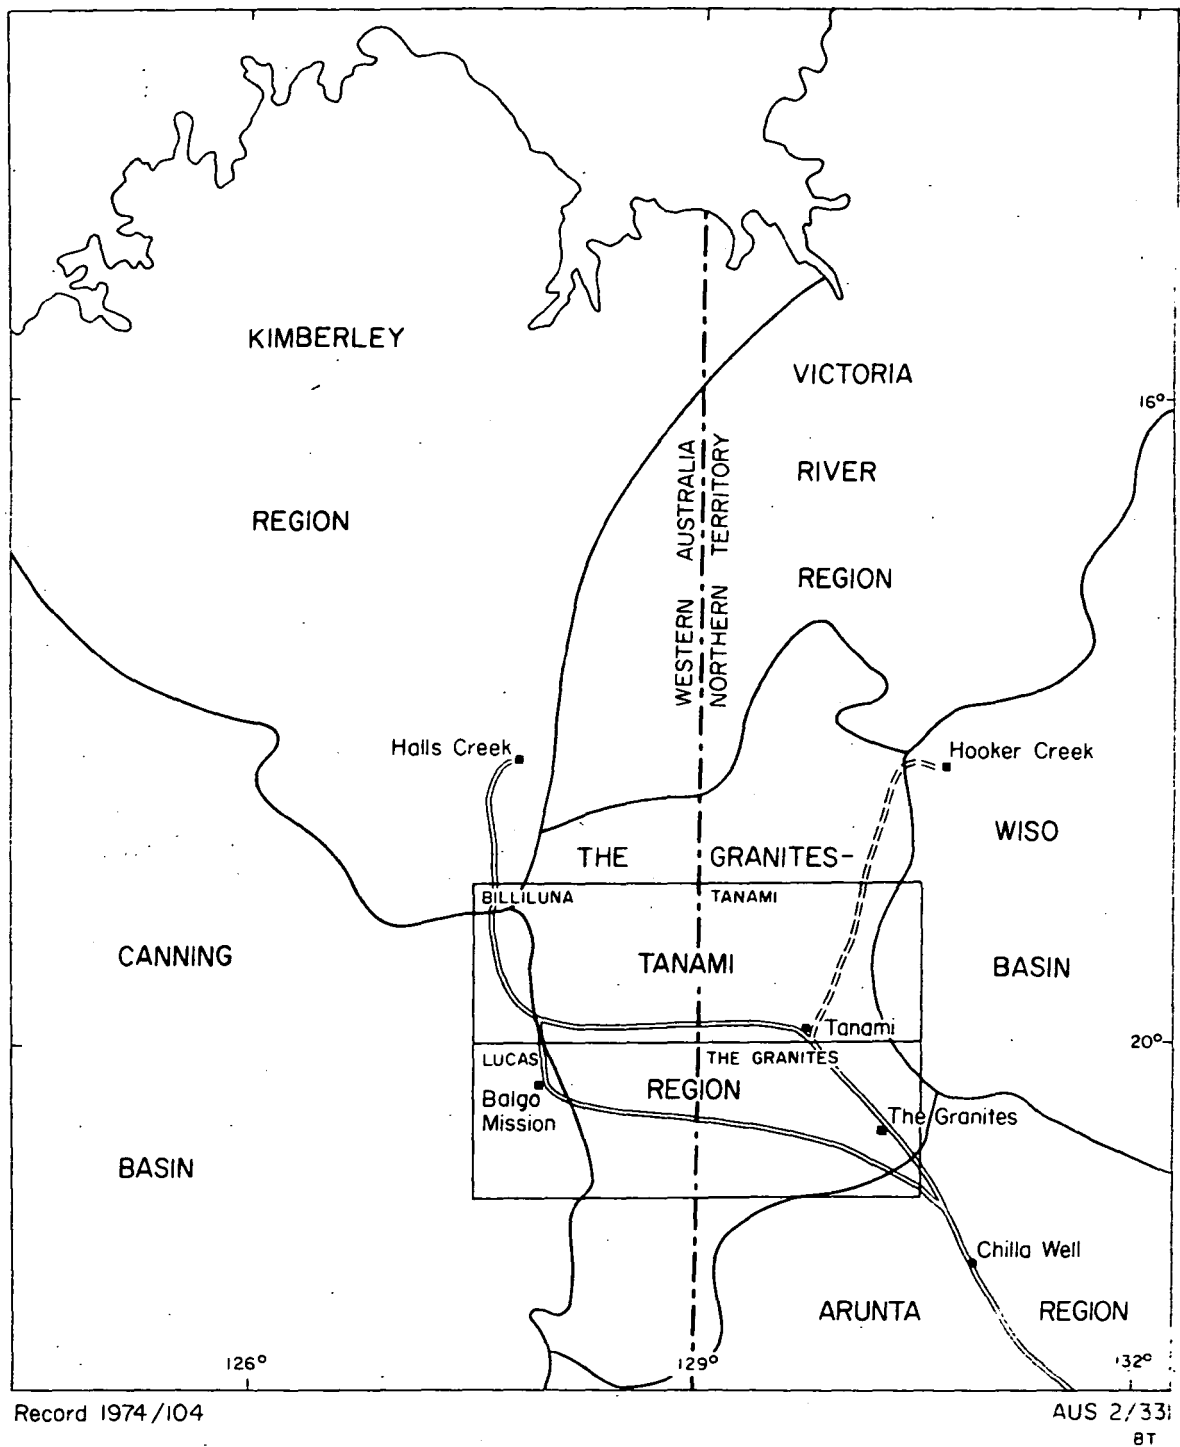 KIMBERLEY
REGION
VICTORIA
RIVER
REGION
16°
WESTERN AUSTRALIA
NORTHERN TERRITORY
Halls Creek
Hooker Creek
WISO
BASIN
THE GRANITES-
TANAMI
REGION
BILLILUNA
TANAMI
CANNING
BASIN
Tanami
20°
LUCAS
THE GRANITES
Balgo
Mission
The Granites
Chilla Well
ARUNTA REGION
126°
129°
132°
Record 1974/104
AUS 2/331
BT